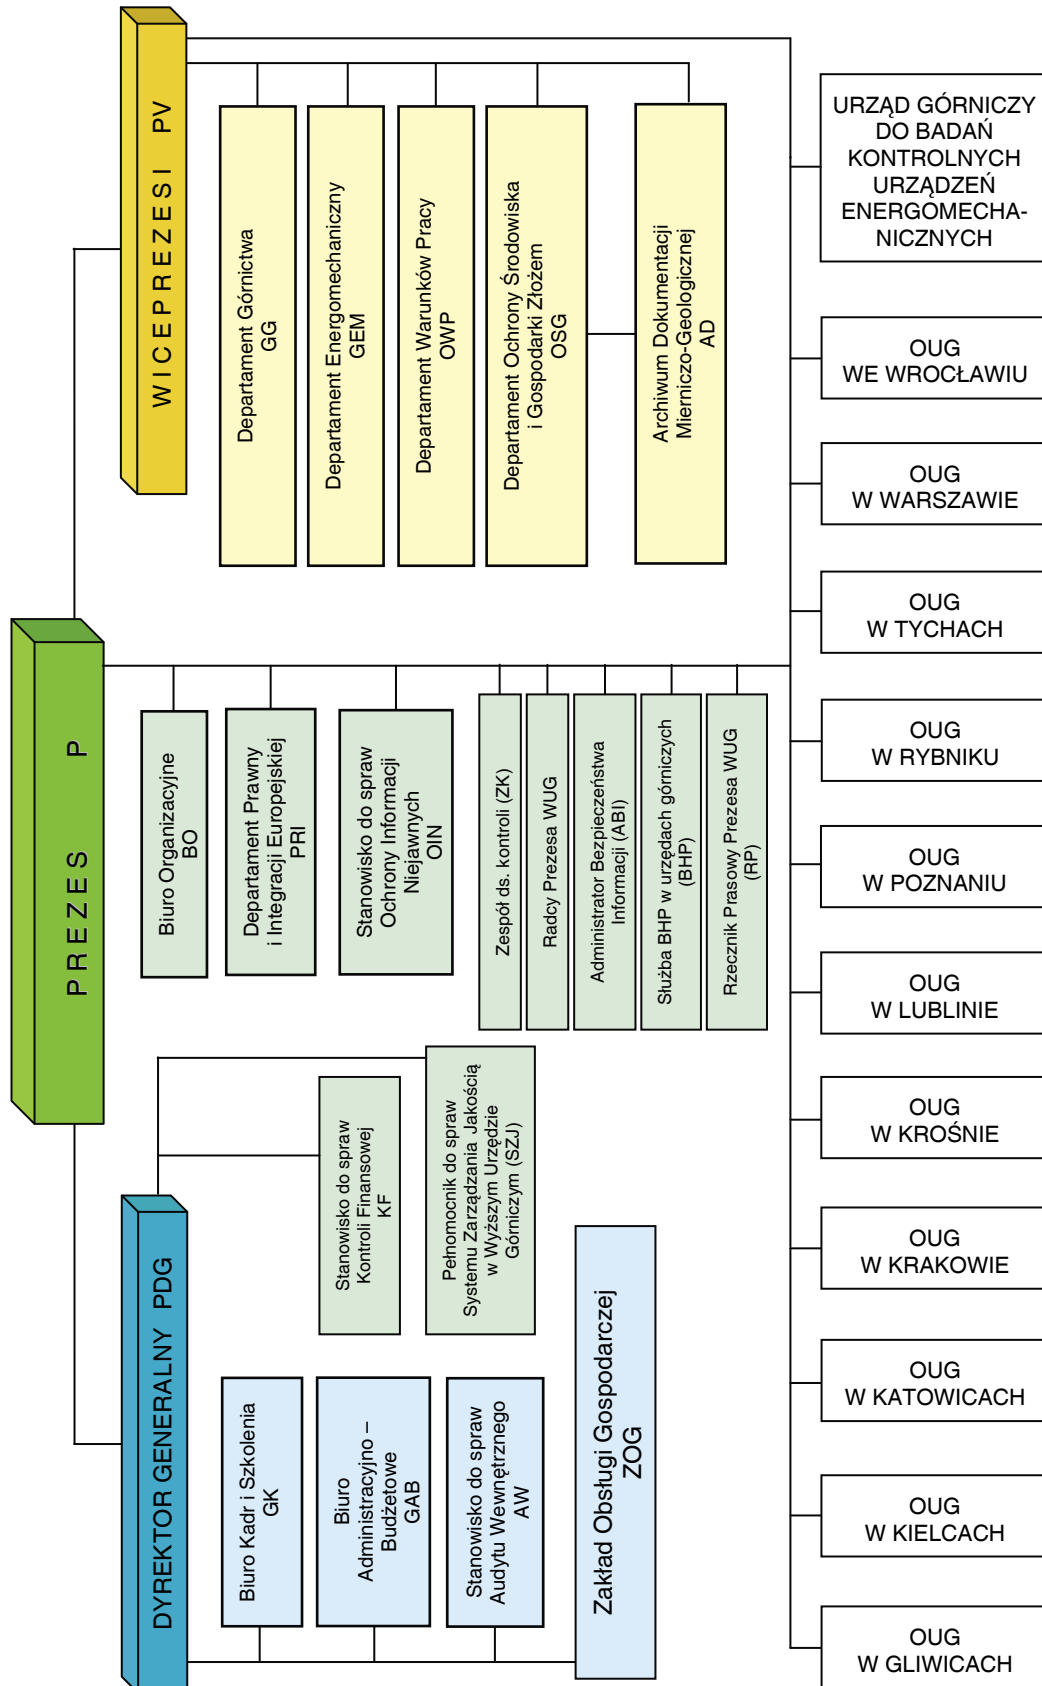 PREZES P
DYREKTOR GENERALNY PDG
WICEPREZESI PV
Biuro Kadr i Szkolenia
GK
Biuro
Administracyjno –
Budżetowe
GAB
Stanowisko do spraw
Audytu Wewnętrznego
AW
Zakład Obsługi Gospodarczej
ZOG
Stanowisko do spraw
Kontroli Finansowej
KF
Pełnomocnik do spraw
Systemu Zarządzania Jakością
w Wyższym Urzędzie
Górniczym (SZJ)
Biuro Organizacyjne
BO
Departament Prawny
i Integracji Europejskiej
PRI
Stanowisko do spraw
Ochrony Informacji
Niejawnych
OIN
Zespół ds. kontroli (ZK)
Radcy Prezesa WUG
Administrator Bezpieczeństwa
Informacji (ABI)
Służba BHP w urzędach górniczych
(BHP)
Rzecznik Prasowy Prezesa WUG
(RP)
Departament Górnictwa
GG
Departament Energomechaniczny
GEM
Departament Warunków Pracy
OWP
Departament Ochrony Środowiska
i Gospodarki Złożem
OSG
Archiwum Dokumentacji
Mierniczo-Geologicznej
AD
URZĄD GÓRNICZY
DO BADAŃ
KONTROLNYCH
URZĄDZEŃ
ENERGOMECHA-
NICZNYCH
OUG
WE WROCŁAWIU
OUG
W WARSZAWIE
OUG
W TYCHACH
OUG
W RYBNIKU
OUG
W POZNANIU
OUG
W LUBLINIE
OUG
W KROŚNIE
OUG
W KRAKOWIE
OUG
W KATOWICACH
OUG
W KIELCACH
OUG
W GLIWICACH